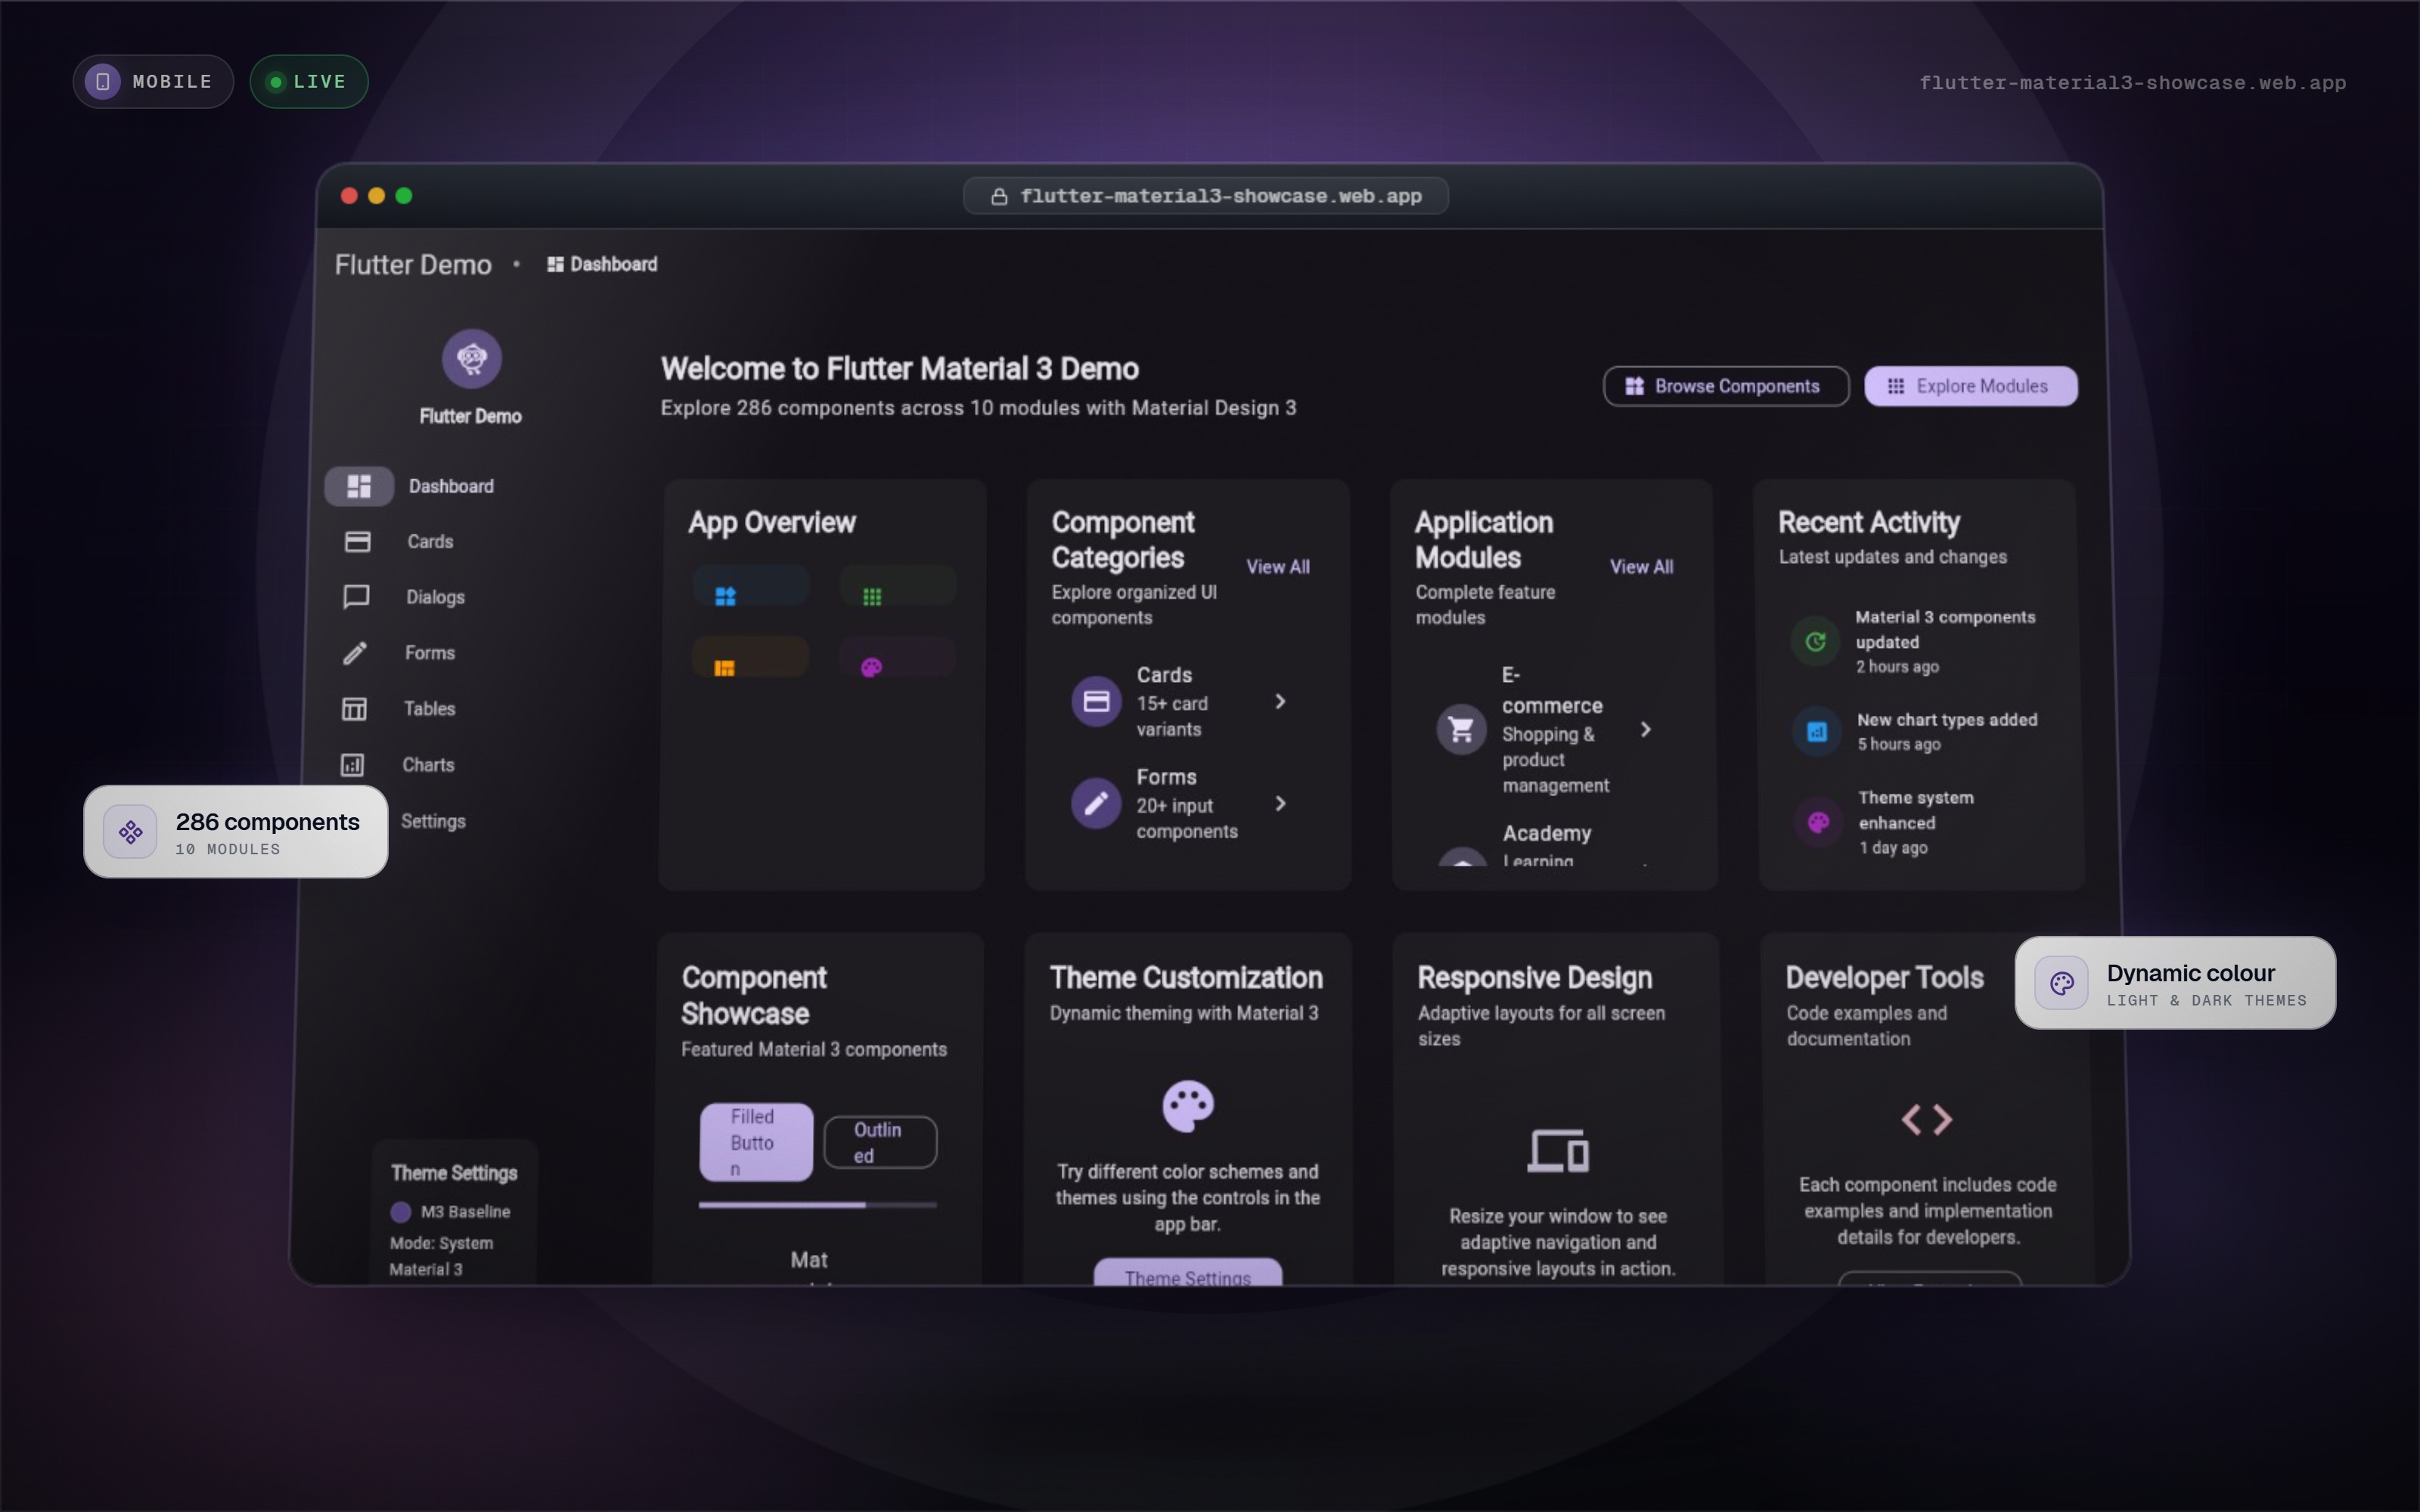 MOBILE
LIVE
flutter-material3-showcase.web.app
flutter-material3-showcase.web.app
Flutter Demo
•
Dashboard
Flutter Demo
Dashboard
Cards
Dialogs
Forms
Tables
Charts
Settings
286 components
10 MODULES
Theme Settings
M3 Baseline
Mode: System
Material 3
Welcome to Flutter Material 3 Demo
Explore 286 components across 10 modules with Material Design 3
Browse Components
Explore Modules
App Overview
Component
Categories
View All
Explore organized UI
components
Cards
15+ card
variants
Forms
20+ input
components
Application
Modules
View All
Complete feature
modules
E-
commerce
Shopping &
product
management
Academy
Learning
Recent Activity
Latest updates and changes
Material 3 components
updated
2 hours ago
New chart types added
5 hours ago
Theme system
enhanced
1 day ago
Component
Showcase
Featured Material 3 components
Filled
Butto
n
Outlin
ed
Mat
Theme Customization
Dynamic theming with Material 3
Try different color schemes and
themes using the controls in the
app bar.
Theme Settings
Responsive Design
Adaptive layouts for all screen
sizes
Resize your window to see
adaptive navigation and
responsive layouts in action.
Developer Tools
Code examples and
documentation
Each component includes code
examples and implementation
details for developers.
Dynamic colour
LIGHT & DARK THEMES